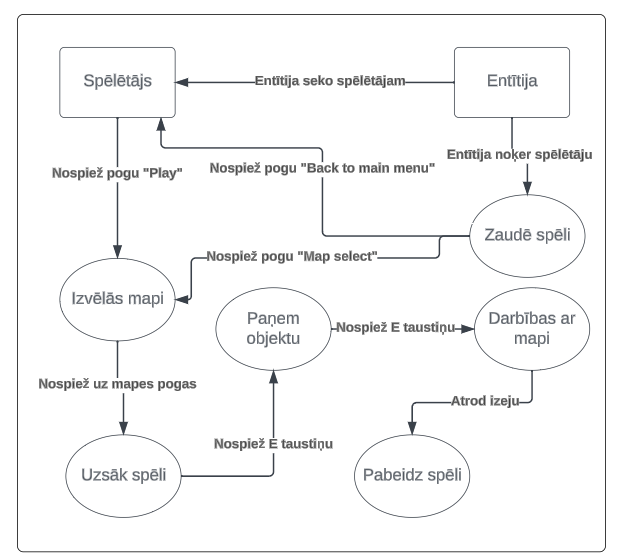 Spēlētājs
Entītija seko spēlētājam
Entītija
Nospiež pogu "Play"
Nospiež pogu "Back to main menu"
Entītija noķer spēlētāju
Zaudē spēli
Nospiež pogu "Map select"
Izvēlās mapi
Paņem
objektu
Nospiež E taustiņu
Darbības ar
mapi
Nospiež uz mapes pogas
Atrod izeju
Nospiež E taustiņu
Uzsāk spēli
Pabeidz spēli